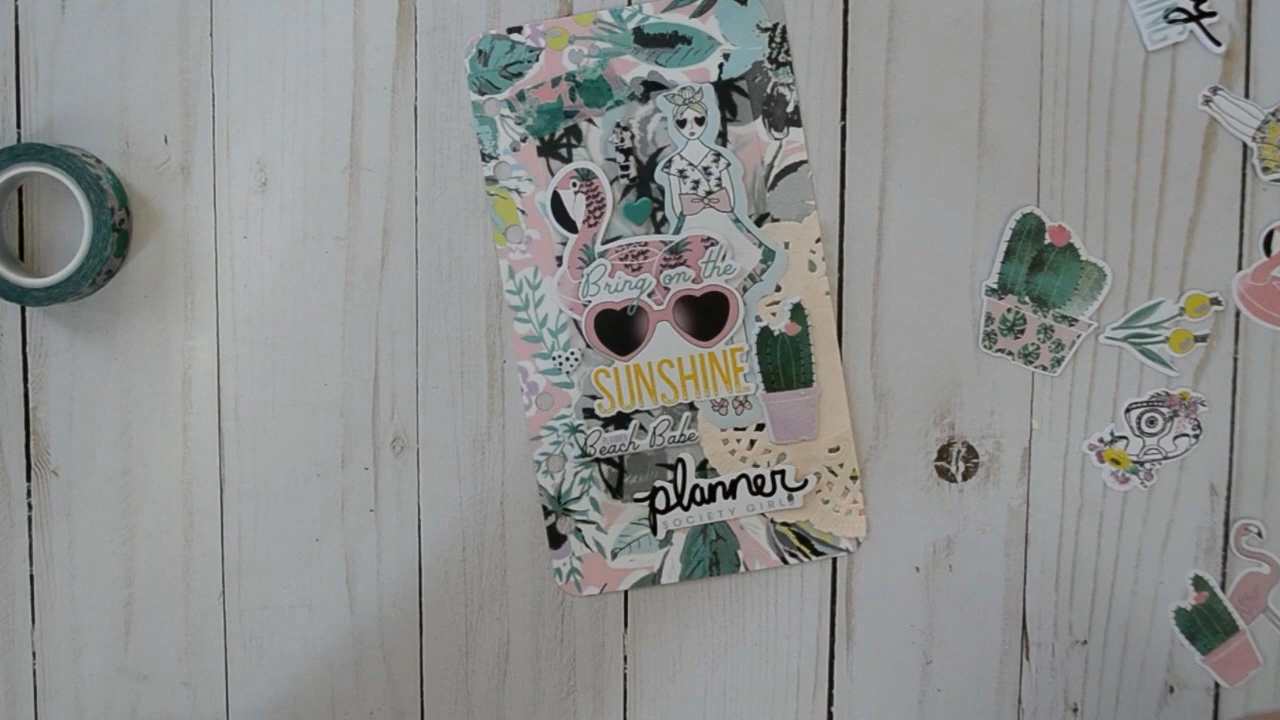 Bring on the
SUNSHINE
Beach Babe
planner
SOCIETY GIRL